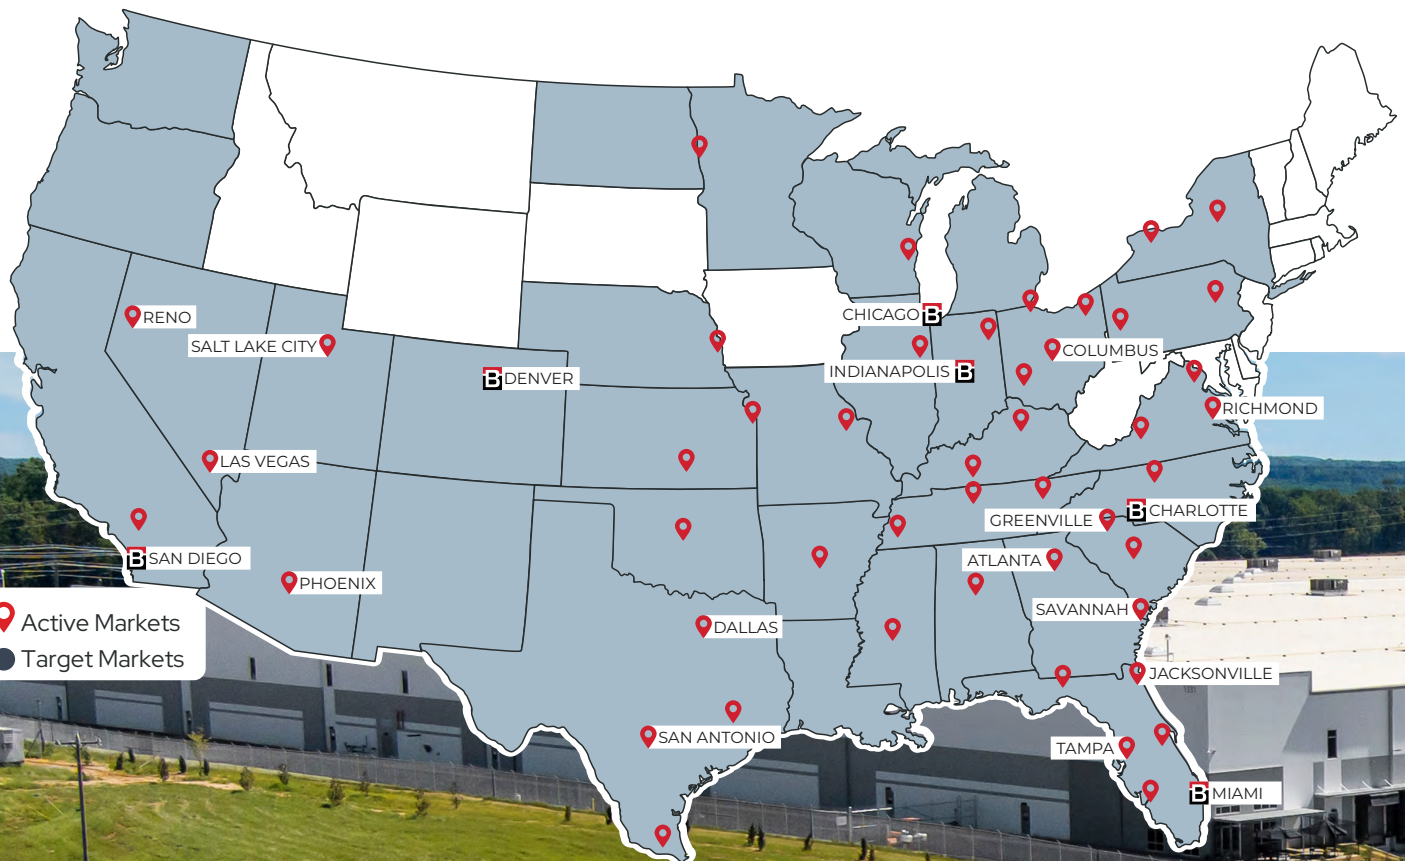 CHICAGO B
RENO
SALT LAKE CITY
COLUMBUS
INDIANAPOLIS B
B DENVER
RICHMOND
LAS VEGAS
B CHARLOTTE
GREENVILLE
B SAN DIEGO
ATLANTA
PHOENIX
SAVANNAH
Active Markets
DALLAS
Target Markets
JACKSONVILLE
SAN ANTONIO
TAMPA
B MIAMI